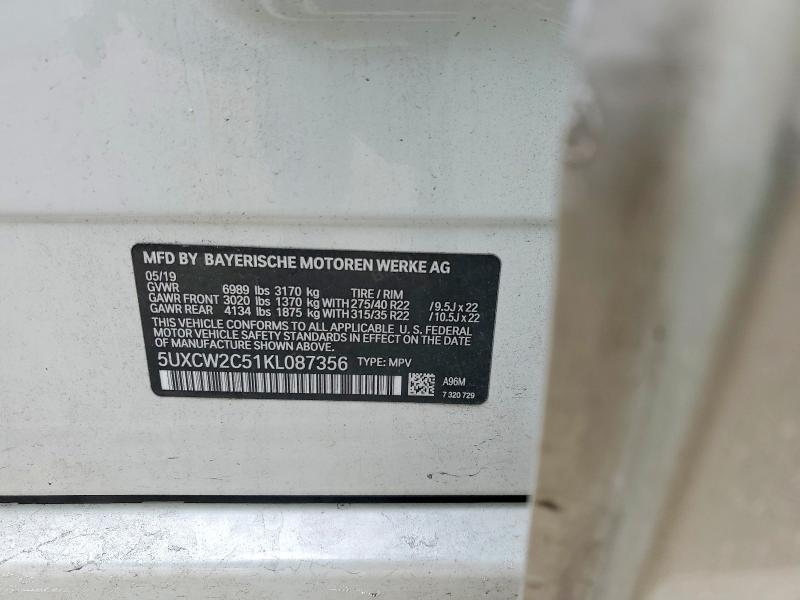 MFD BY BAYERISCHE MOTOREN WERKE AG
05/19
GVWR 6989 lbs 3170 kg TIRE / RIM
GAWR FRONT 3020 lbs 1370 kg WITH 275/40 R22 /9.5J x 22
GAWR REAR 4134 lbs 1875 kg WITH 315/35 R22 /10.5J x 22
THIS VEHICLE CONFORMS TO ALL APPLICABLE U. S. FEDERAL
MOTOR VEHICLE SAFETY STANDARDS IN EFFECT ON THE DATE
OF MANUFACTURE SHOWN ABOVE.
5UXCW2C51KL087356 TYPE: MPV
A96M
7 320 729